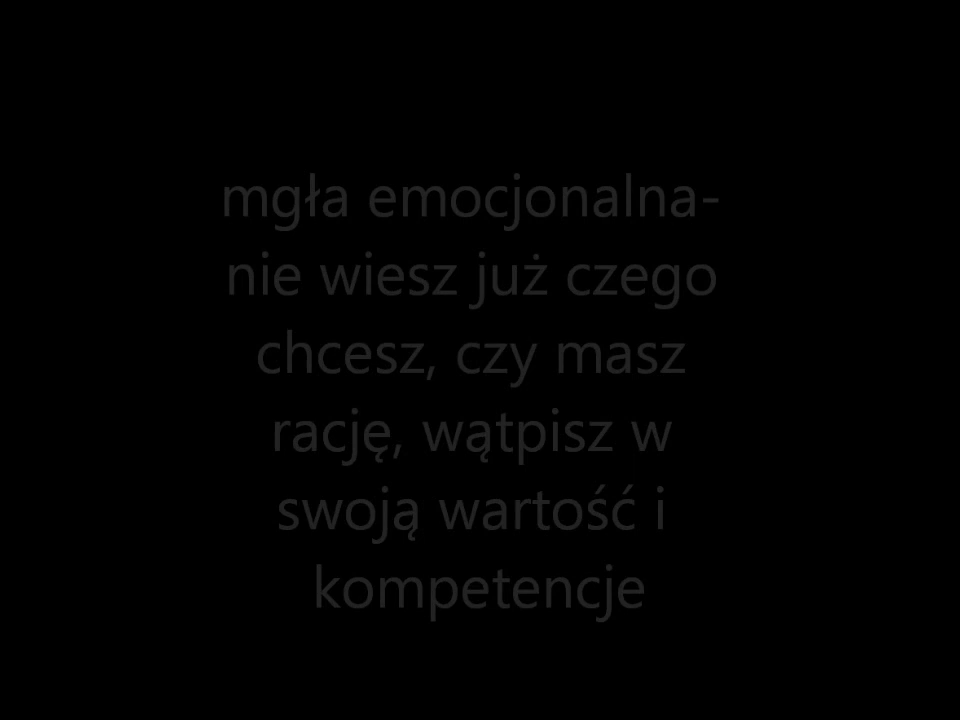 mgła emocjonalna-
nie wiesz już czego
chcesz, czy masz
rację, wątpisz w
swoją wartość i
kompetencje